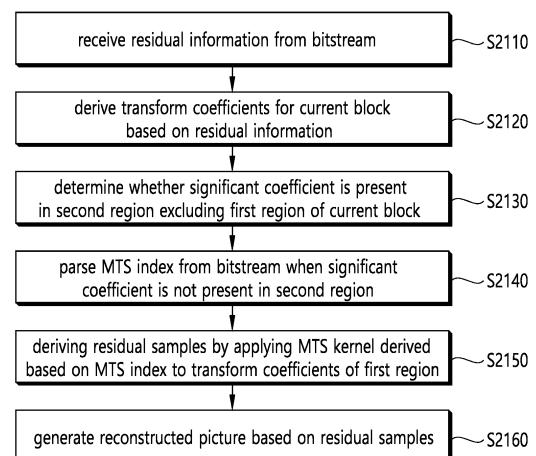 receive residual information from bitstream
S2110
derive transform coefficients for current block
based on residual information
S2120
determine whether significant coefficient is present
in second region excluding first region of current block
S2130
parse MTS index from bitstream when significant
coefficient is not present in second region
S2140
deriving residual samples by applying MTS kernel derived
based on MTS index to transform coefficients of first region
S2150
generate reconstructed picture based on residual samples
S2160